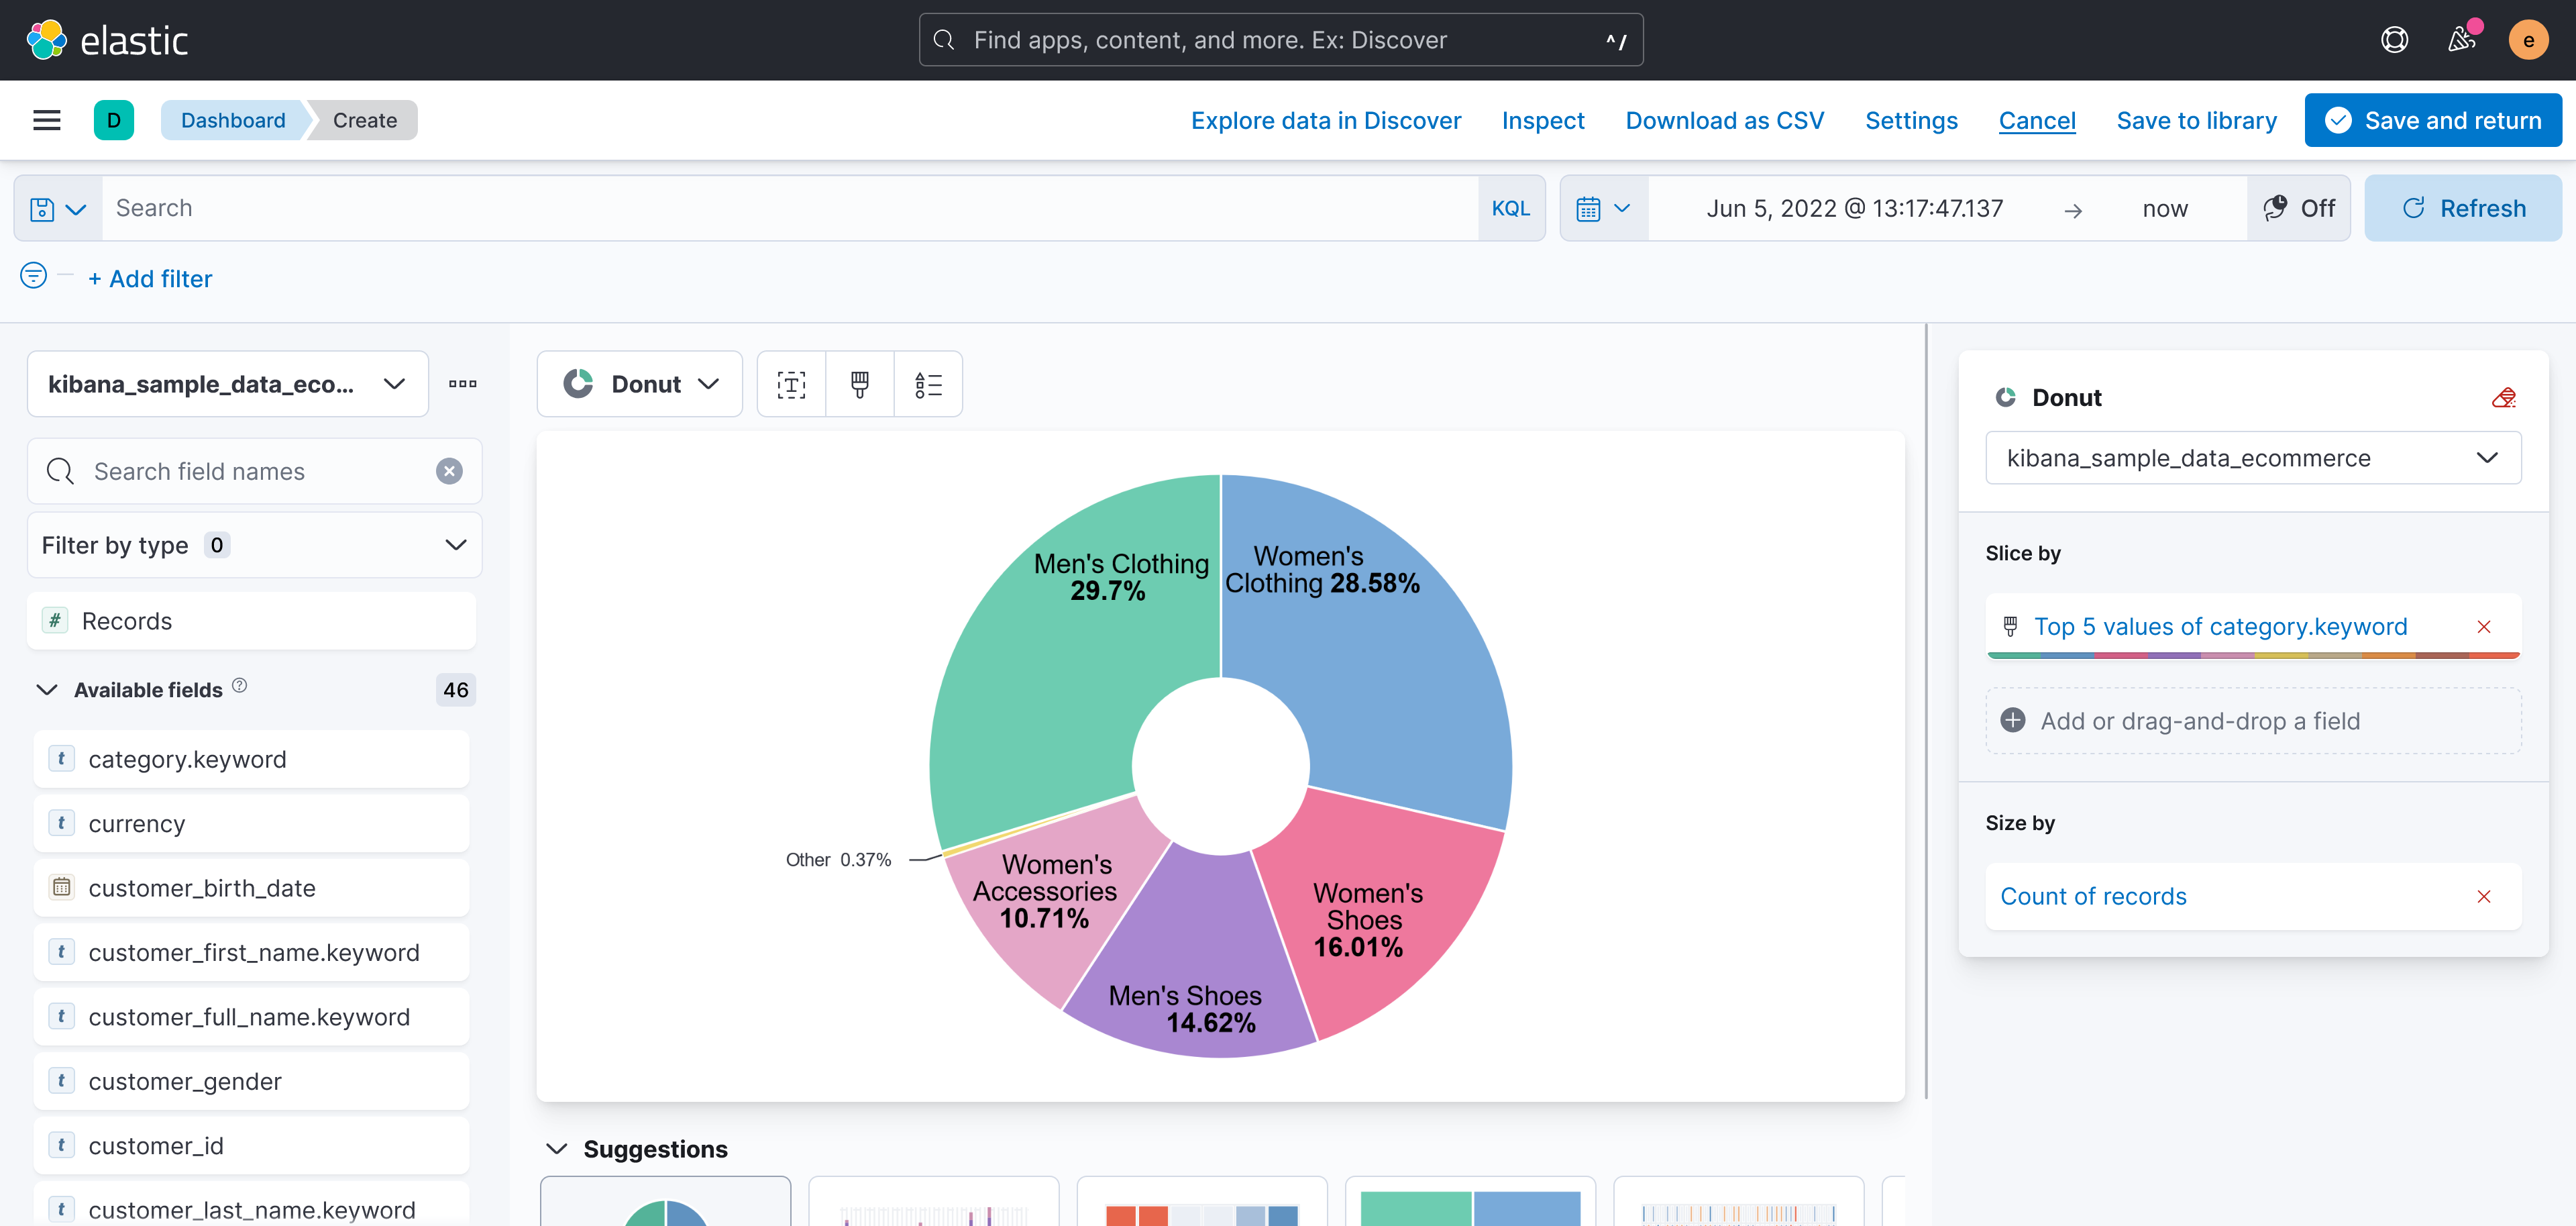 elastic
Find apps, content, and more. Ex: Discover
^/
e
D
Dashboard
Create
Explore data in Discover
Inspect
Download as CSV
Settings
Cancel
Save to library
Save and return
Search
KQL
Jun 5, 2022 @ 13:17:47.137
→
now
Off
Refresh
+ Add filter
kibana_sample_data_eco...
Search field names
Filter by type 0
# Records
Available fields
46
t category.keyword
t currency
customer_birth_date
t customer_first_name.keyword
t customer_full_name.keyword
t customer_gender
t customer_id
t customer_last_name.keyword
Donut
Men's Clothing
29.7%
Women's
Clothing 28.58%
Other 0.37%
Women's
Accessories
10.71%
Women's
Shoes
16.01%
Men's Shoes
14.62%
Suggestions
Donut
kibana_sample_data_ecommerce
Slice by
Top 5 values of category.keyword
Add or drag-and-drop a field
Size by
Count of records